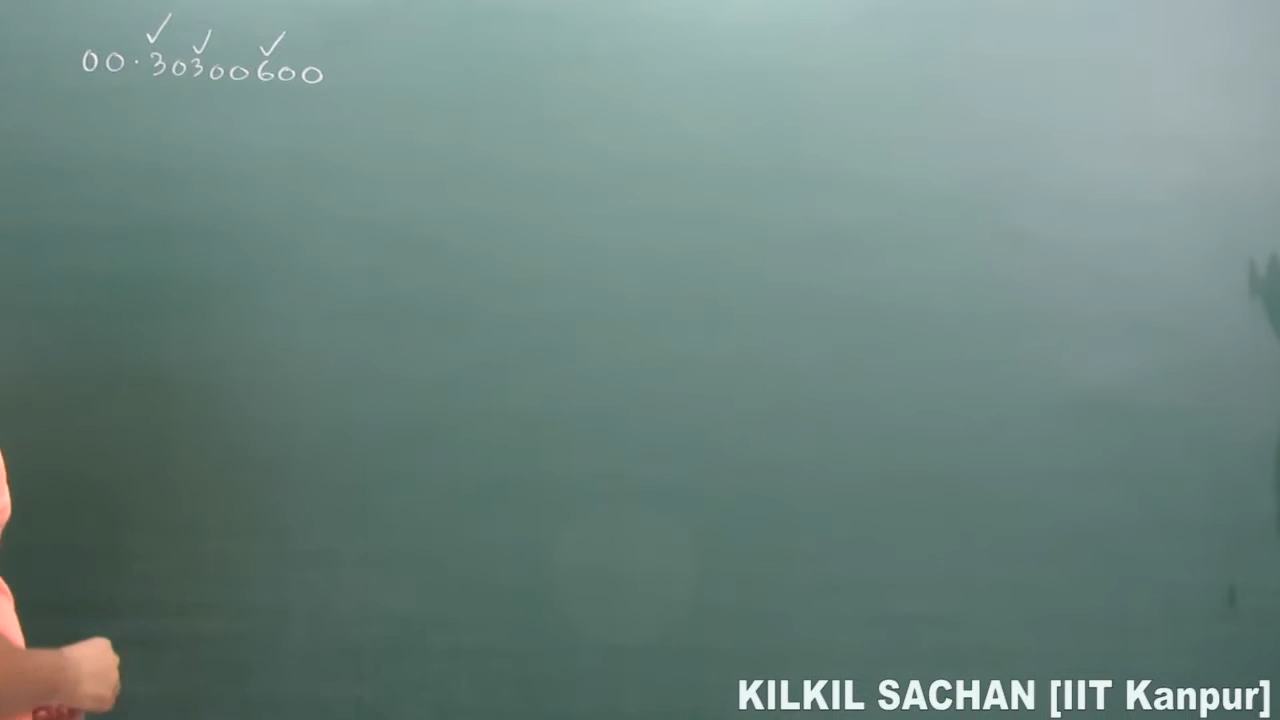 ✓ ✓ ✓
00.30300600
KILKIL SACHAN [IIT Kanpur]